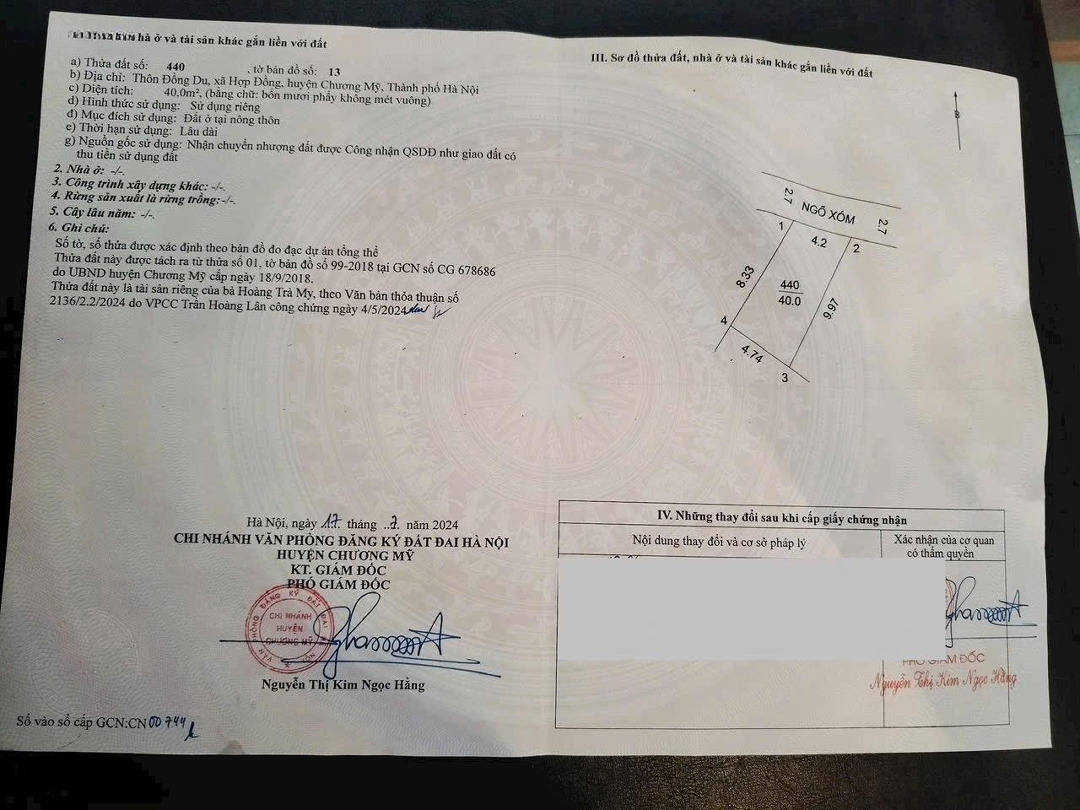 nhà ở và tài sản khác gắn liền với đất
a) Thửa đất số: 440 , tờ bản đồ số: 13
b) Địa chỉ: Thôn Đồng Du, xã Hợp Đồng, huyện Chương Mỹ, Thành phố Hà Nội
c) Diện tích: 40,0m², (bằng chữ: bốn mươi phẩy không mét vuông)
d) Hình thức sử dụng: Sử dụng riêng
đ) Mục đích sử dụng: Đất ở tại nông thôn
e) Thời hạn sử dụng: Lâu dài
g) Nguồn gốc sử dụng: Nhận chuyển nhượng đất được Công nhận QSDĐ như giao đất có
thu tiền sử dụng đất
2. Nhà ở: -/-.
3. Công trình xây dựng khác: -/-.
4. Rừng sản xuất là rừng trồng:-/-.
5. Cây lâu năm: -/-.
6. Ghi chú:
Số tờ, số thửa được xác định theo bản đồ đo đạc dự án tổng thể
Thửa đất này được tách ra từ thửa số 01, tờ bản đồ số 99-2018 tại GCN số CG 678686
do UBND huyện Chương Mỹ cấp ngày 18/9/2018.
Thửa đất này là tài sản riêng của bà Hoàng Trà My, theo Văn bản thỏa thuận số
2136/2.2/2024 do VPCC Trần Hoàng Lân công chứng ngày 4/5/2024
Hà Nội, ngày 17. tháng ..7. năm 2024
CHI NHÁNH VĂN PHÒNG ĐĂNG KÝ ĐẤT ĐAI HÀ NỘI
HUYỆN CHƯƠNG MỸ
KT. GIÁM ĐỐC
PHÓ GIÁM ĐỐC
VĂN PHÒNG ĐĂNG KÝ ĐẤT ĐAI HÀ NỘI
CHI NHÁNH
HUYỆN
CHƯƠNG MỸ
Nguyễn Thị Kim Ngọc Hằng
Số vào sổ cấp GCN:CN 00744
III. Sơ đồ thửa đất, nhà ở và tài sản khác gắn liền với đất
2.7
NGÕ XÓM
2.7
1
4.2
2
8.33
440
40.0
9.97
4
4.74
3
IV. Những thay đổi sau khi cấp giấy chứng nhận
Nội dung thay đổi và cơ sở pháp lý
Xác nhận của cơ quan
có thẩm quyền
PHÓ GIÁM ĐỐC
Nguyễn Thị Kim Ngọc Hằng